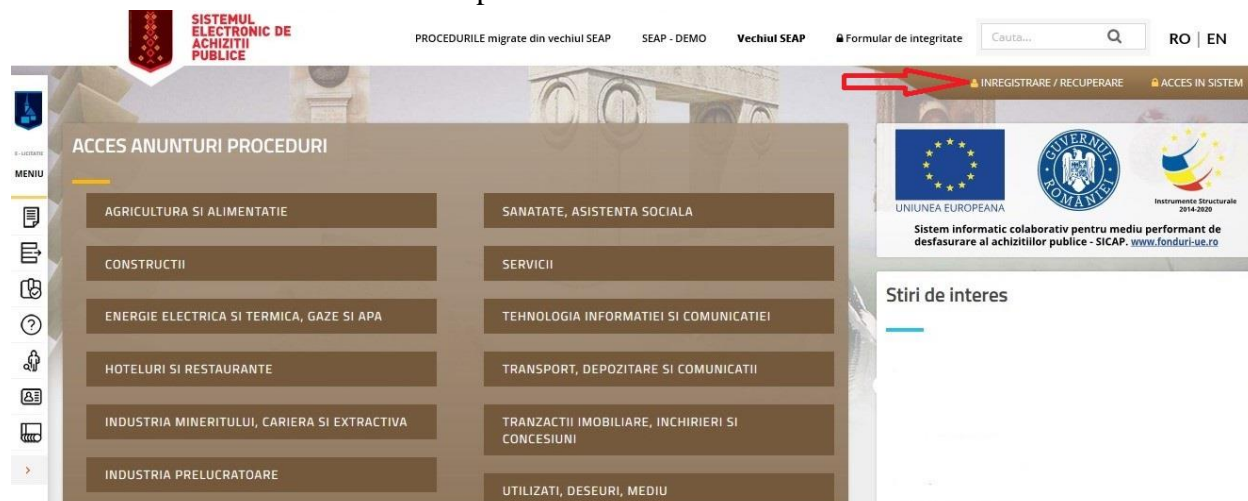 SISTEMUL
ELECTRONIC DE
ACHIZITII
PUBLICE
PROCEDURILE migrate din vechiul SEAP
SEAP - DEMO
Vechiul SEAP
Formular de integritate
Cauta...
RO | EN
INREGISTRARE / RECUPERARE
ACCES IN SISTEM
E-LICITATIE
MENIU
ACCES ANUNTURI PROCEDURI
AGRICULTURA SI ALIMENTATIE
CONSTRUCTII
ENERGIE ELECTRICA SI TERMICA, GAZE SI APA
HOTELURI SI RESTAURANTE
INDUSTRIA MINERITULUI, CARIERA SI EXTRACTIVA
INDUSTRIA PRELUCRATOARE
SANATATE, ASISTENTA SOCIALA
SERVICII
TEHNOLOGIA INFORMATIEI SI COMUNICATIEI
TRANSPORT, DEPOZITARE SI COMUNICATII
TRANZACTII IMOBILIARE, INCHIRIERI SI
CONCESIUNI
UTILIZATI, DESEURI, MEDIU
UNIUNEA EUROPEANA
GUVERNUL
ROMÂNIEI
Instrumente Structurale
2014-2020
Sistem informatic colaborativ pentru mediu performant de
desfasurare al achizitiilor publice - SICAP. www.fonduri-ue.ro
Stiri de interes